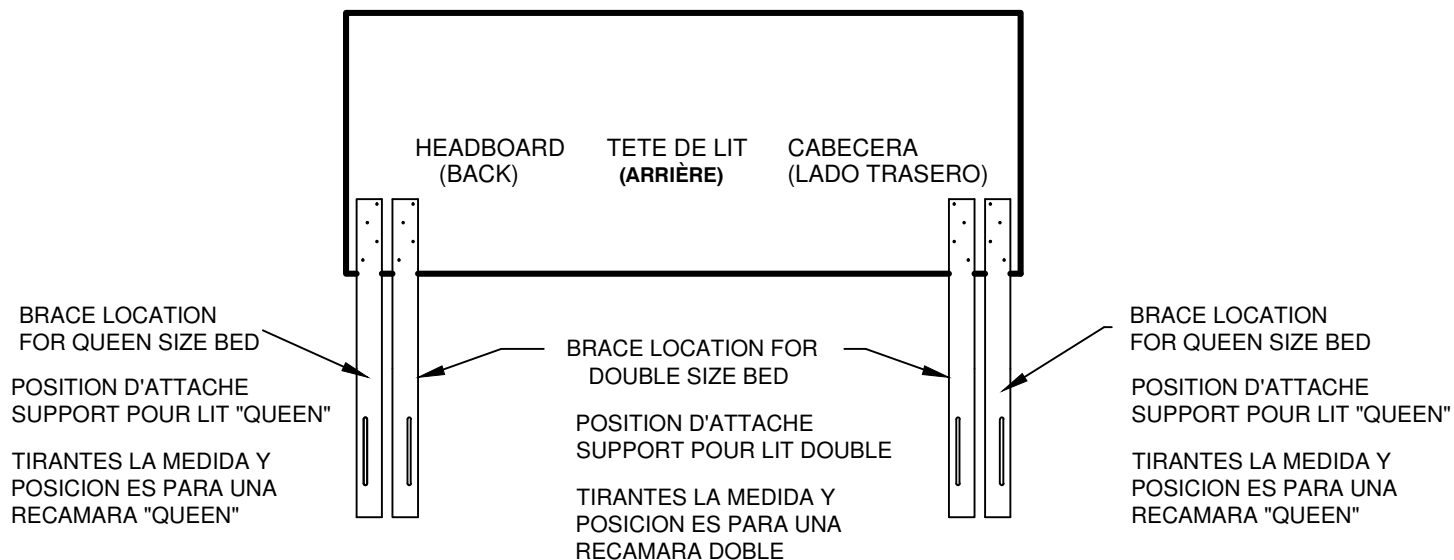 HEADBOARD
(BACK)
TETE DE LIT
(ARRIÈRE)
CABECERA
(LADO TRASERO)
BRACE LOCATION
FOR QUEEN SIZE BED
POSITION D'ATTACHE
SUPPORT POUR LIT "QUEEN"
TIRANTES LA MEDIDA Y
POSICION ES PARA UNA
RECAMARA "QUEEN"
BRACE LOCATION FOR
DOUBLE SIZE BED
POSITION D'ATTACHE
SUPPORT POUR LIT DOUBLE
TIRANTES LA MEDIDA Y
POSICION ES PARA UNA
RECAMARA DOBLE
BRACE LOCATION
FOR QUEEN SIZE BED
POSITION D'ATTACHE
SUPPORT POUR LIT "QUEEN"
TIRANTES LA MEDIDA Y
POSICION ES PARA UNA
RECAMARA "QUEEN"